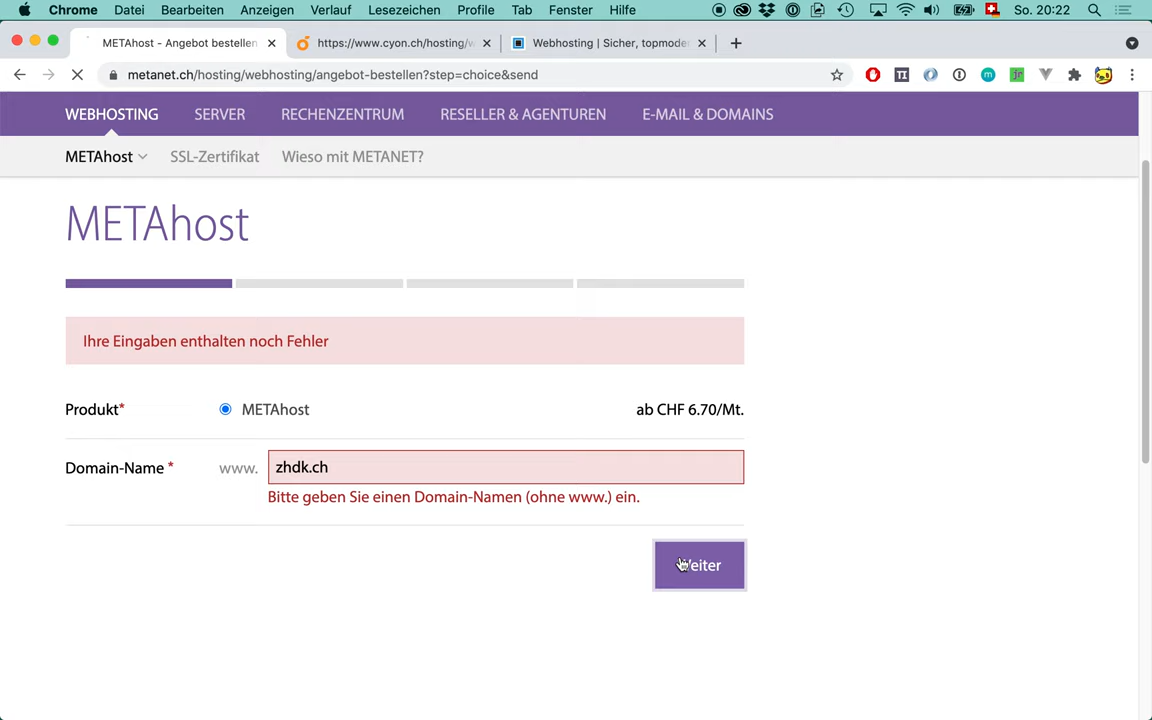 Chrome Datei Bearbeiten Anzeigen Verlauf Lesezeichen Profile Tab Fenster Hilfe So. 20:22
METAhost - Angebot bestellen https://www.cyon.ch/hosting/w Webhosting | Sicher, topmode
metanet.ch/hosting/webhosting/angebot-bestellen?step=choice&send
WEBHOSTING SERVER RECHENZENTRUM RESELLER & AGENTUREN E-MAIL & DOMAINS
METAhost SSL-Zertifikat Wieso mit METANET?
METAhost
Ihre Eingaben enthalten noch Fehler
Produkt* METAhost ab CHF 6.70/Mt.
Domain-Name * www. zhdk.ch
Bitte geben Sie einen Domain-Namen (ohne www.) ein.
Weiter